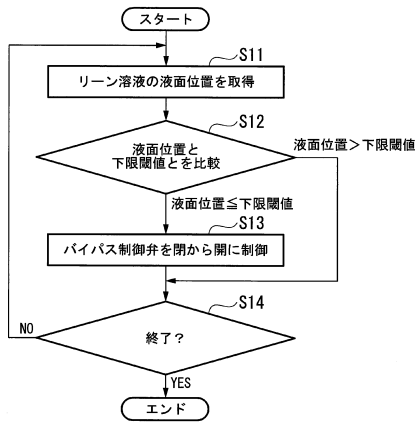 スタート
S11
リーン溶液の液面位置を取得
S12
液面位置と
下限閾値とを比較
液面位置＞下限閾値
液面位置≦下限閾値
S13
バイパス制御弁を閉から開に制御
S14
終了？
NO
YES
エンド